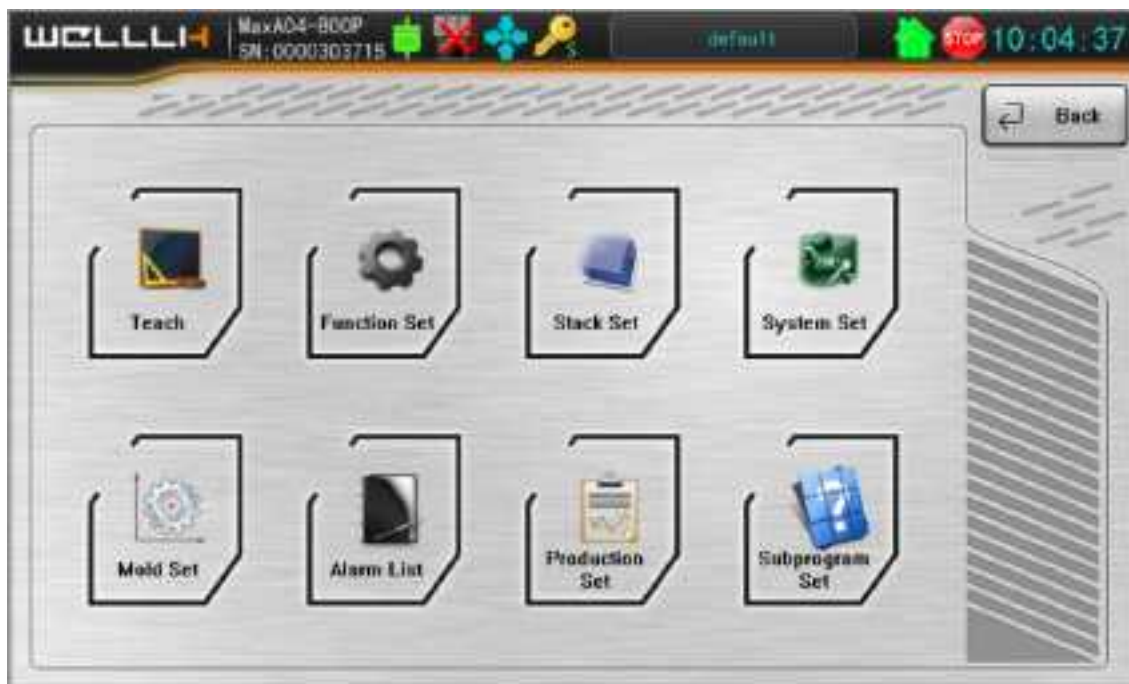 WELLLIH
MaxA04-800P
SN:0000303715
default
STOP
10:04:37
Back
Teach
Function Set
Stack Set
System Set
Mold Set
Alarm List
Production
Set
Subprogram
Set